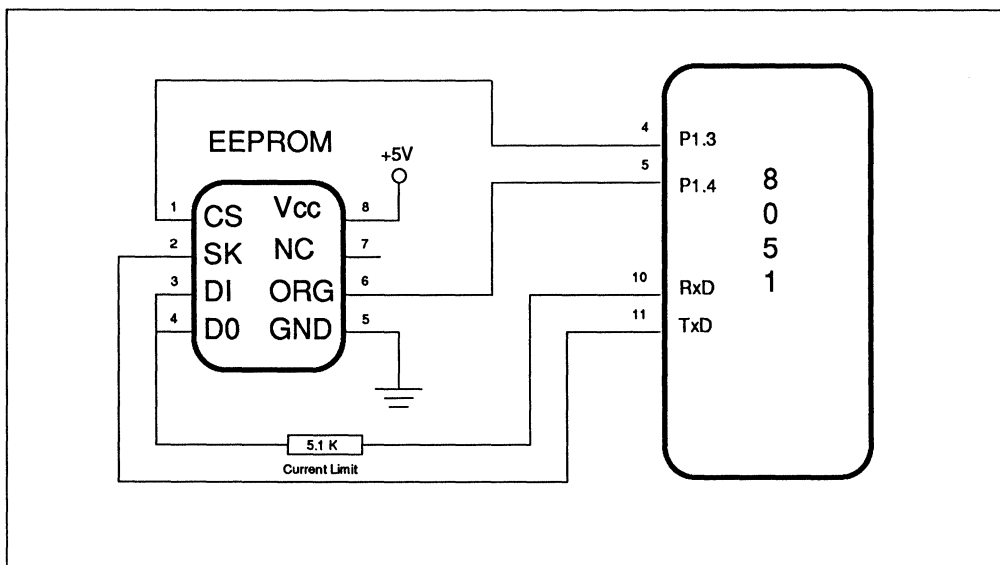 EEPROM
+5V
1 CS Vcc 8
2 SK NC 7
3 DI ORG 6
4 D0 GND 5
5.1 K
Current Limit
4 P1.3
5 P1.4
10 RxD
11 TxD
8
0
5
1